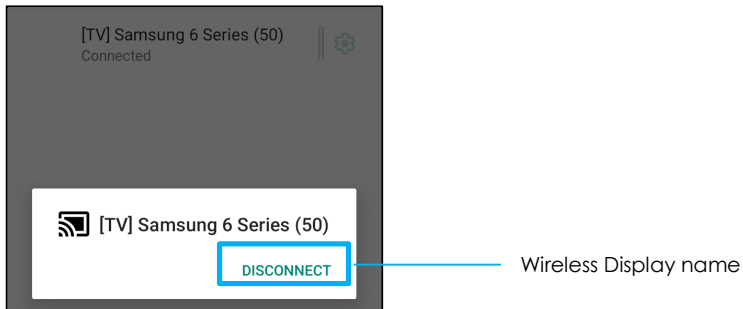 [TV] Samsung 6 Series (50)
Connected
[TV] Samsung 6 Series (50)
DISCONNECT
Wireless Display name